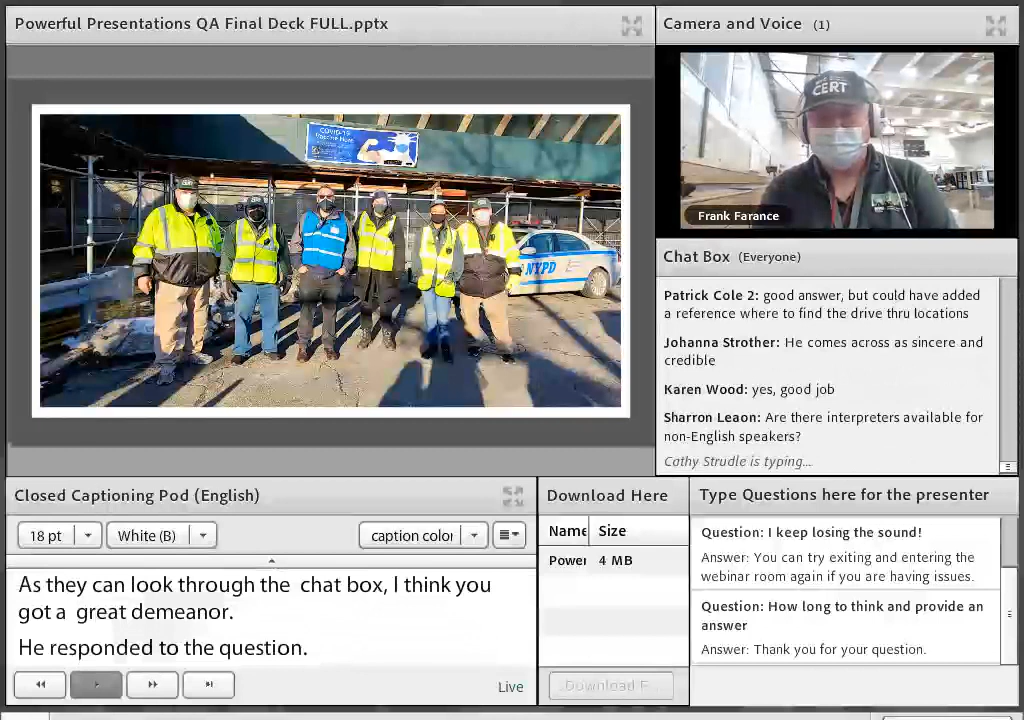 Powerful Presentations QA Final Deck FULL.pptx
COVID-19
NYPD
Camera and Voice (1)
CERT
Frank Farance
Chat Box (Everyone)
Patrick Cole 2: good answer, but could have added
a reference where to find the drive thru locations
Johanna Strother: He comes across as sincere and
credible
Karen Wood: yes, good job
Sharron Leaon: Are there interpreters available for
non-English speakers?
Cathy Strudle is typing...
Closed Captioning Pod (English)
18 pt
White (B)
caption color
As they can look through the chat box, I think you
got a great demeanor.
He responded to the question.
Live
Download Here
Name Size
Power 4 MB
Download F...
Type Questions here for the presenter
Question: I keep losing the sound!
Answer: You can try exiting and entering the
webinar room again if you are having issues.
Question: How long to think and provide an
answer
Answer: Thank you for your question.